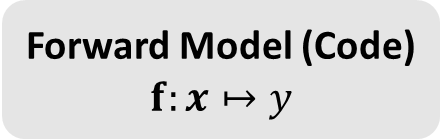 Forward Model (Code)
f: x ↦ y